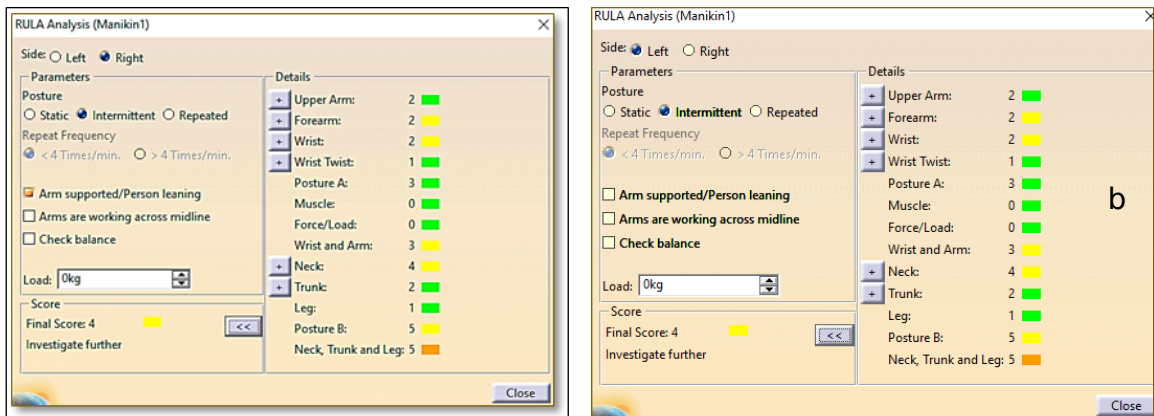 RULA Analysis (Manikin1)
Side: Left Right
Parameters
Posture
Static Intermittent Repeated
Repeat Frequency
< 4 Times/min. > 4 Times/min.
Arm supported/Person leaning
Arms are working across midline
Check balance
Load: 0kg
Score
Final Score: 4
<<
Investigate further
Details
+ Upper Arm: 2
+ Forearm: 2
+ Wrist: 2
+ Wrist Twist: 1
Posture A: 3
Muscle: 0
Force/Load: 0
Wrist and Arm: 3
+ Neck: 4
+ Trunk: 2
Leg: 1
Posture B: 5
Neck, Trunk and Leg: 5
Close
RULA Analysis (Manikin1)
Side: Left Right
Parameters
Posture
Static Intermittent Repeated
Repeat Frequency
< 4 Times/min. > 4 Times/min.
Arm supported/Person leaning
Arms are working across midline
Check balance
Load: 0kg
Score
Final Score: 4
<<
Investigate further
Details
+ Upper Arm: 2
+ Forearm: 2
+ Wrist: 2
+ Wrist Twist: 1
Posture A: 3
Muscle: 0
Force/Load: 0
Wrist and Arm: 3
+ Neck: 4
+ Trunk: 2
Leg: 1
Posture B: 5
Neck, Trunk and Leg: 5
b
Close